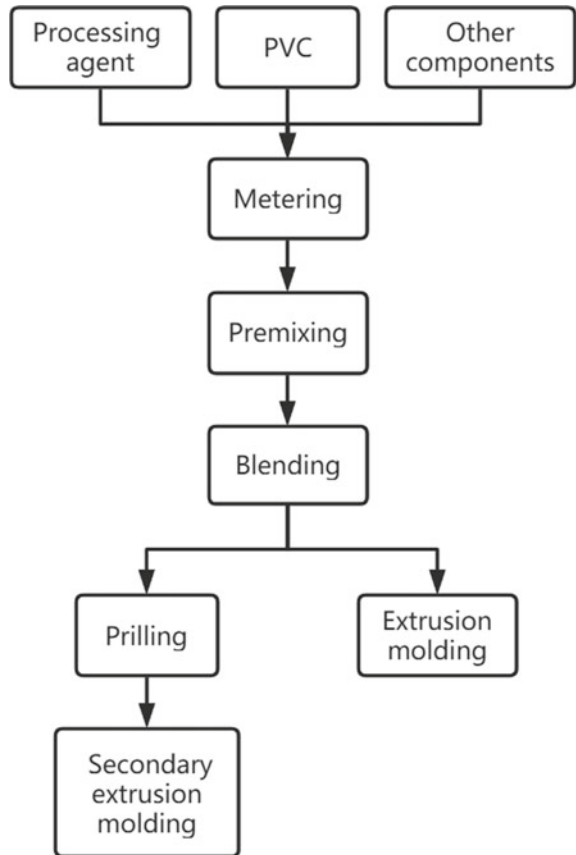 Processing
agent
PVC
Other
components
Metering
Premixing
Blending
Prilling
Extrusion
molding
Secondary
extrusion
molding